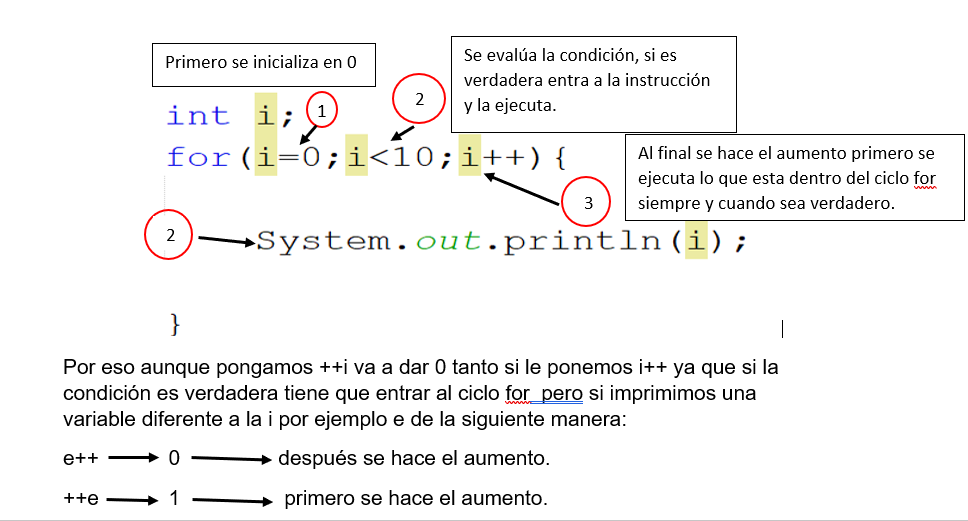 Primero se inicializa en 0
Se evalúa la condición, si es
verdadera entra a la instrucción
y la ejecuta.
1
2
int i;
for(i=0;i<10;i++){
Al final se hace el aumento primero se
ejecuta lo que esta dentro del ciclo for
siempre y cuando sea verdadero.
3
2
System.out.println(i);
}
Por eso aunque pongamos ++i va a dar 0 tanto si le ponemos i++ ya que si la
condición es verdadera tiene que entrar al ciclo for pero si imprimimos una
variable diferente a la i por ejemplo e de la siguiente manera:
e++ 0 después se hace el aumento.
++e 1 primero se hace el aumento.